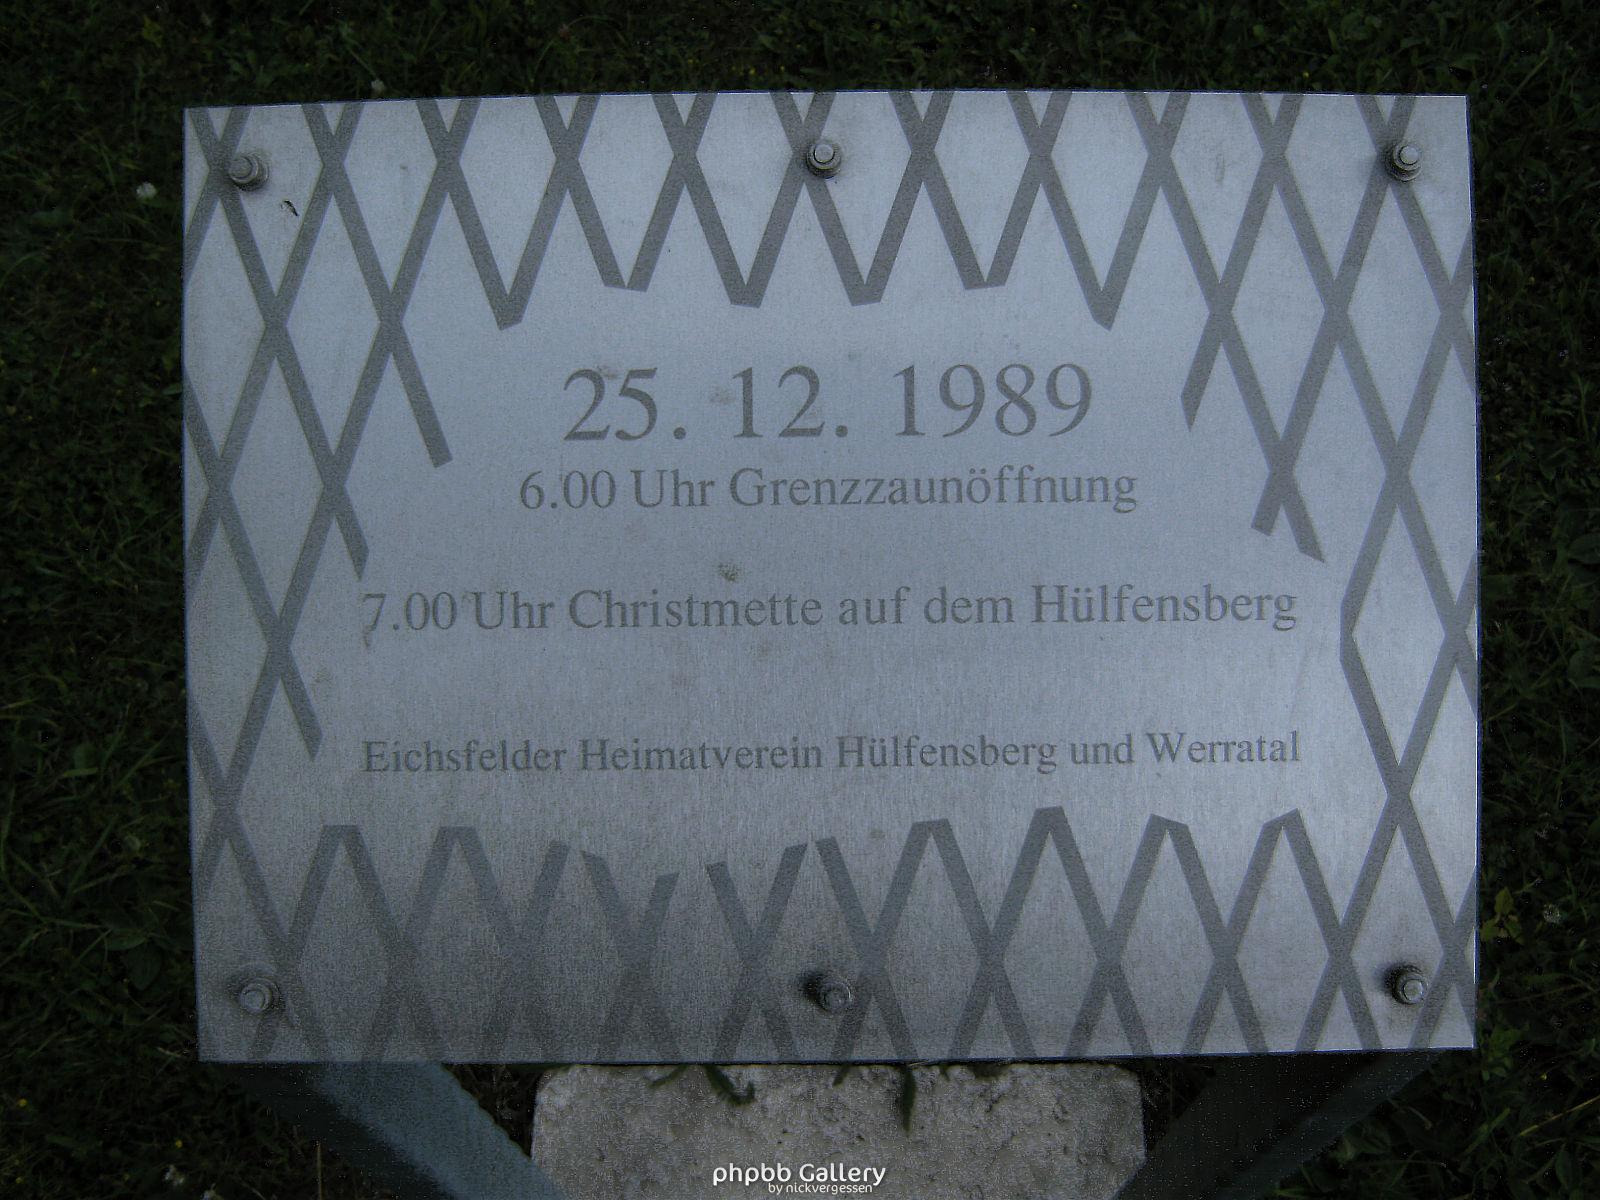 25. 12. 1989
6.00 Uhr Grenzzaunöffnung
7.00 Uhr Christmette auf dem Hülfensberg
Eichsfelder Heimatverein Hülfensberg und Werratal
phpbb Gallery
by nickvergessen